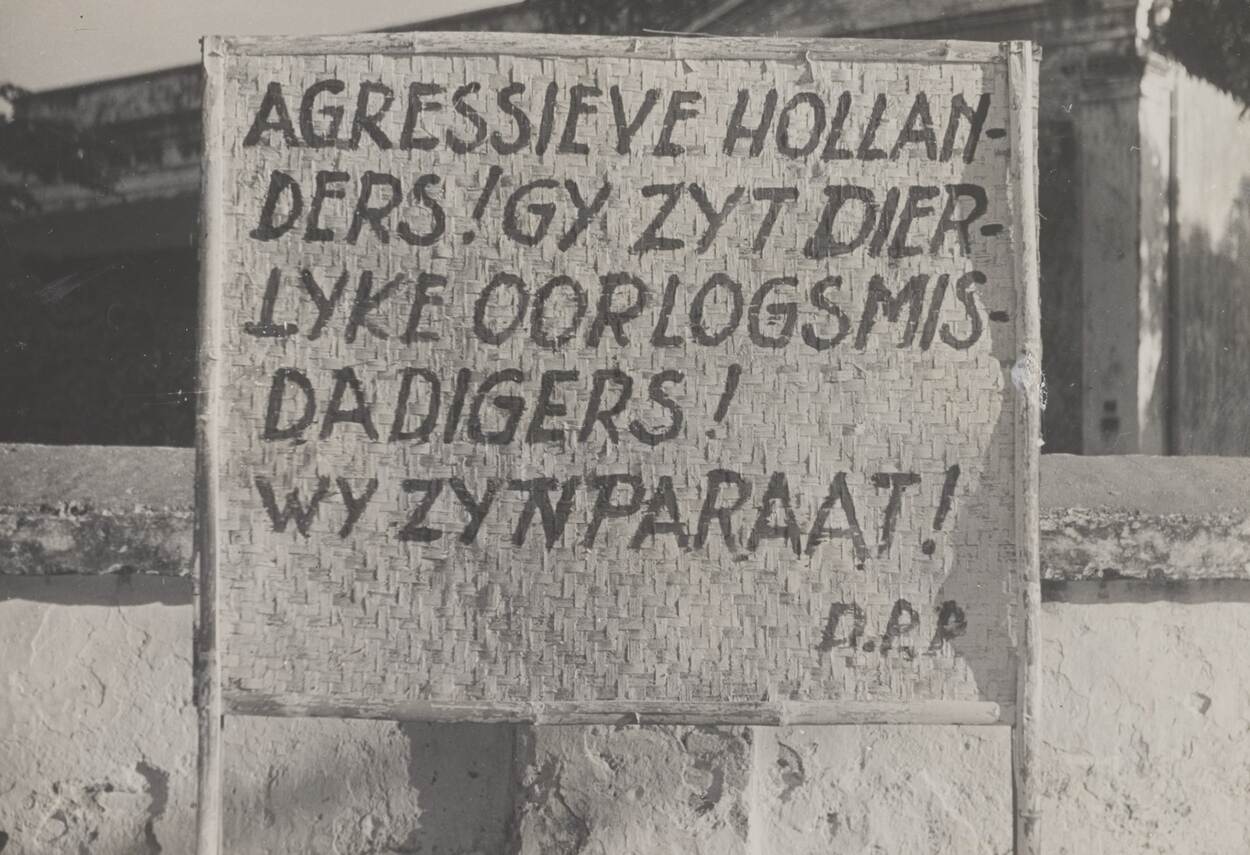 AGRESSIEVE HOLLAN-
DERS! GY ZYT DIER-
LYKE OORLOGSMIS-
DADIGERS!
WY ZYN PARAAT!
D.P.P